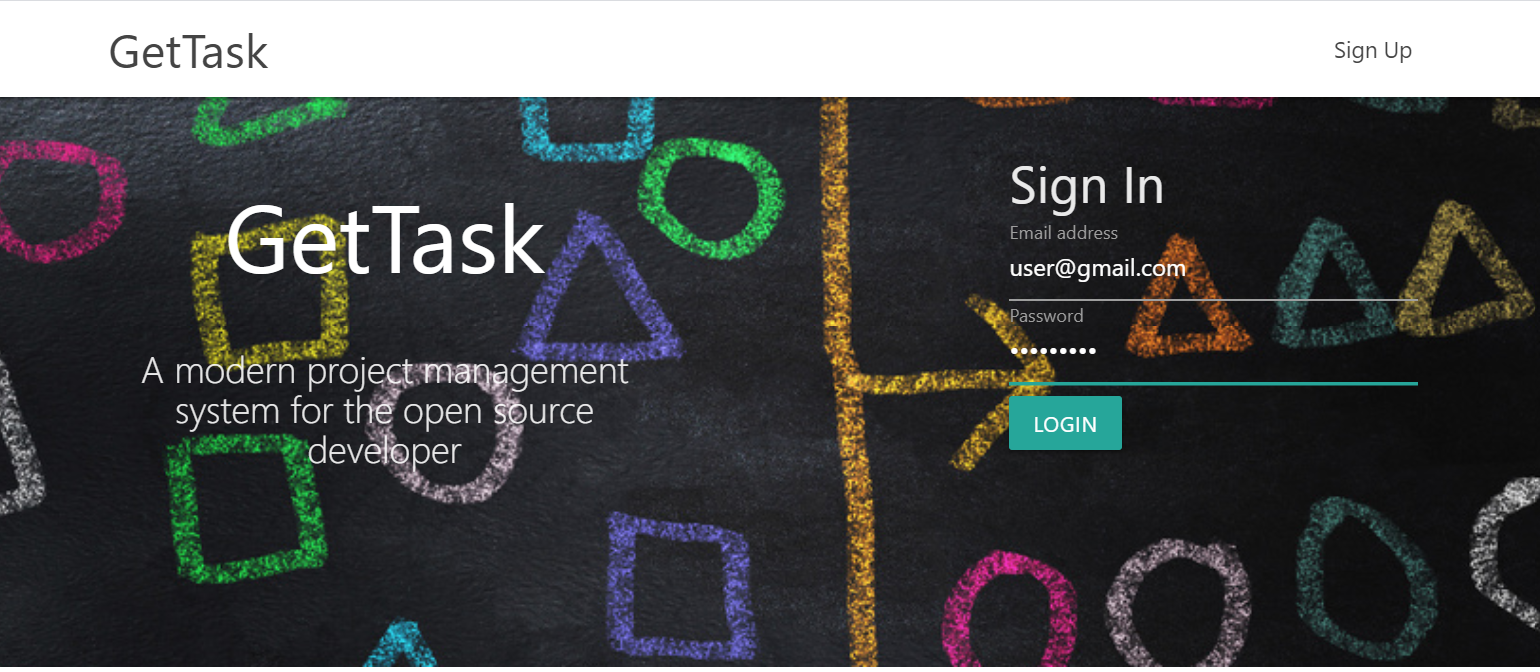 GetTask
Sign Up
GetTask
A modern project management
system for the open source
developer
Sign In
Email address
user@gmail.com
Password
•••••••••
LOGIN